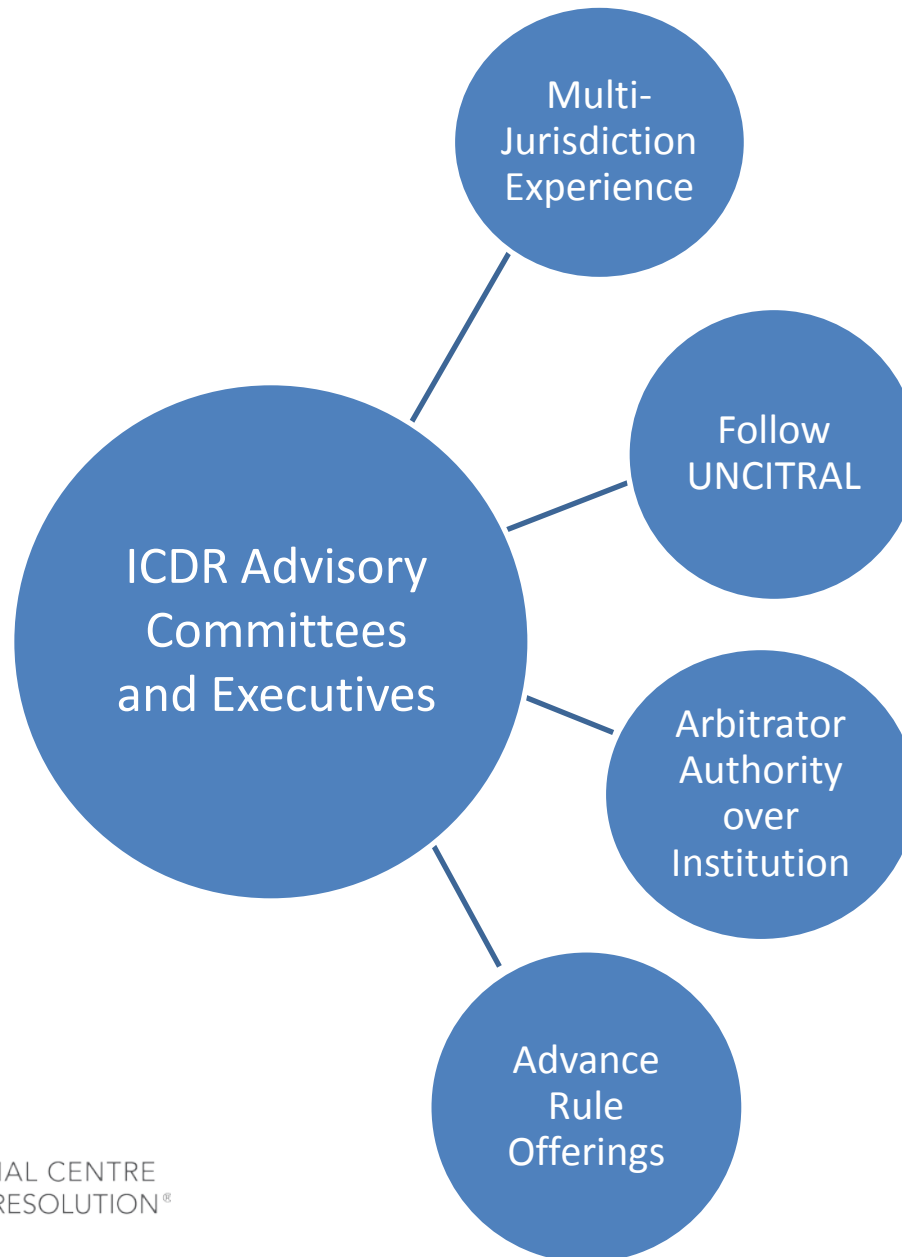 Multi-
Jurisdiction
Experience
Follow
UNCITRAL
ICDR Advisory
Committees
and Executives
Arbitrator
Authority
over
Institution
Advance
Rule
Offerings
CENTRE
RESOLUTION®